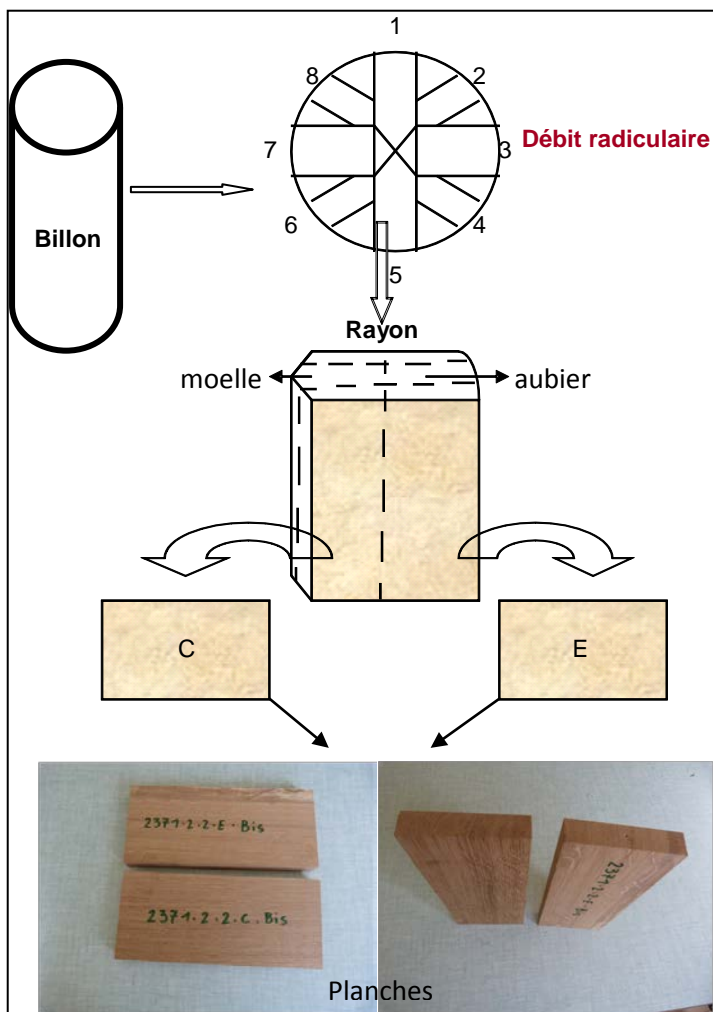 1
8
2
7
3
Débit radiculaire
6
4
Billon
5
Rayon
moelle
aubier
C
E
2371.2.2.E.Bis
2371.2.2.C.Bis
Planches